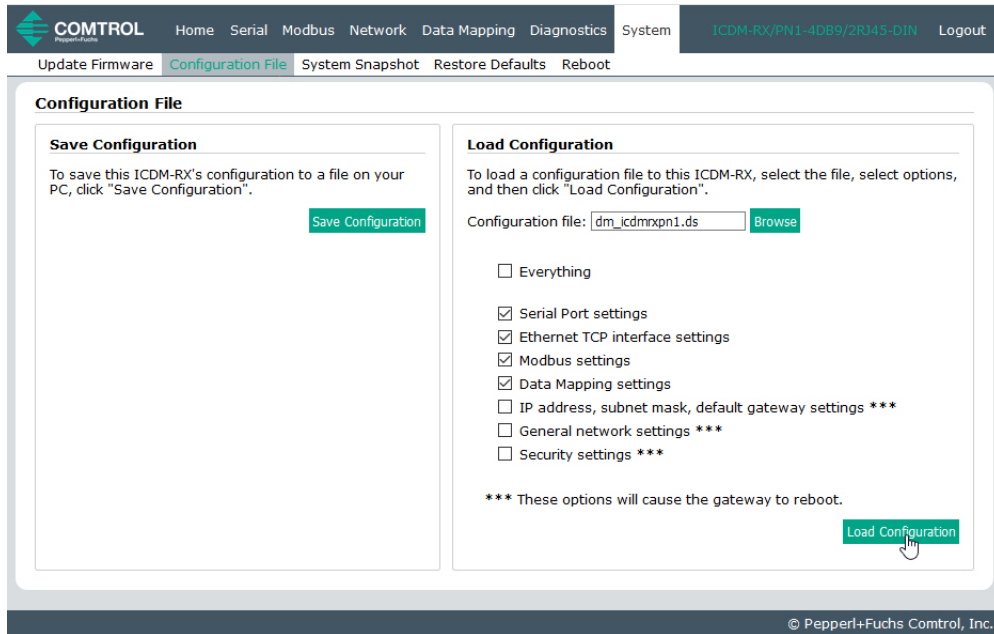 COMTROL
Pepperl+Fuchs
Home Serial Modbus Network Data Mapping Diagnostics System ICDM-RX/PN1-4DB9/2RJ45-DIN Logout
Update Firmware Configuration File System Snapshot Restore Defaults Reboot
Configuration File
Save Configuration
To save this ICDM-RX's configuration to a file on your
PC, click "Save Configuration".
Save Configuration
Load Configuration
To load a configuration file to this ICDM-RX, select the file, select options,
and then click "Load Configuration".
Configuration file: dm_icdmrxpn1.ds Browse
Everything
Serial Port settings
Ethernet TCP interface settings
Modbus settings
Data Mapping settings
IP address, subnet mask, default gateway settings ***
General network settings ***
Security settings ***
*** These options will cause the gateway to reboot.
Load Configuration
© Pepperl+Fuchs Comtrol, Inc.